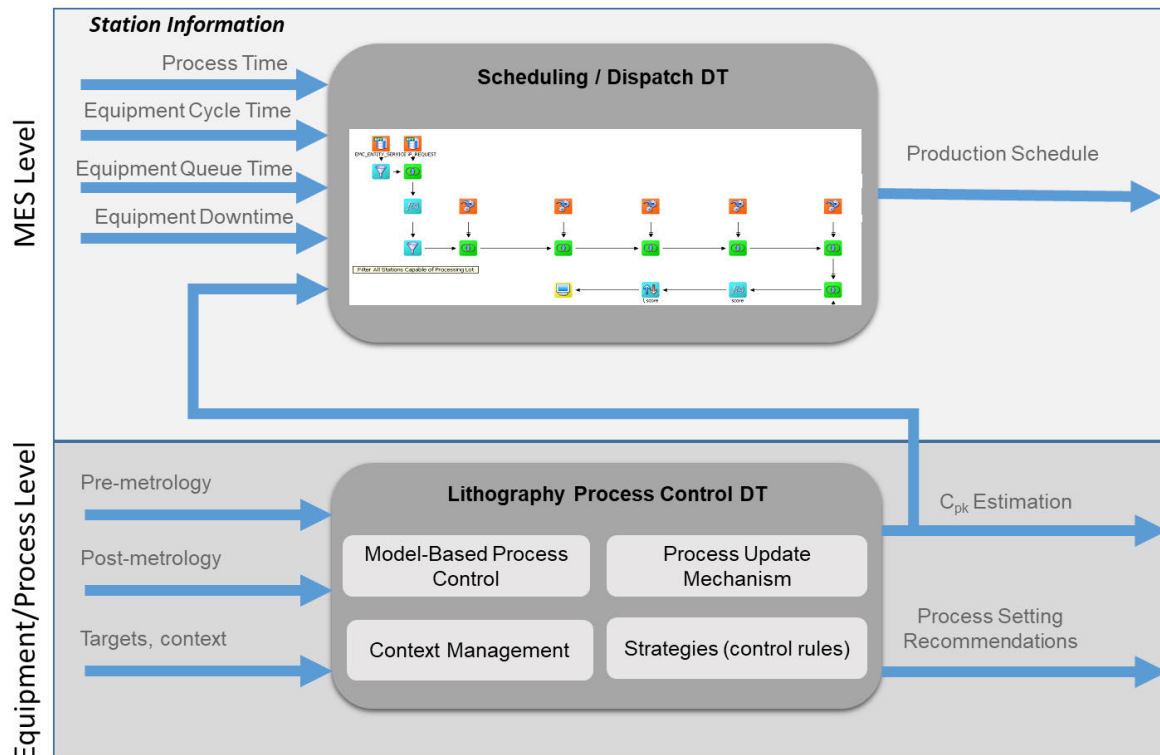 Station Information
Process Time
Equipment Cycle Time
Equipment Queue Time
Equipment Downtime
MES Level
Scheduling / Dispatch DT
EMC_ENTITY_SERVICE
Filter All Stations Capable of Processing Lot
score
Production Schedule
Equipment/Process Level
Pre-metrology
Post-metrology
Targets, context
Lithography Process Control DT
Model-Based Process
Control
Process Update
Mechanism
Context Management
Strategies (control rules)
Cpk Estimation
Process Setting
Recommendations